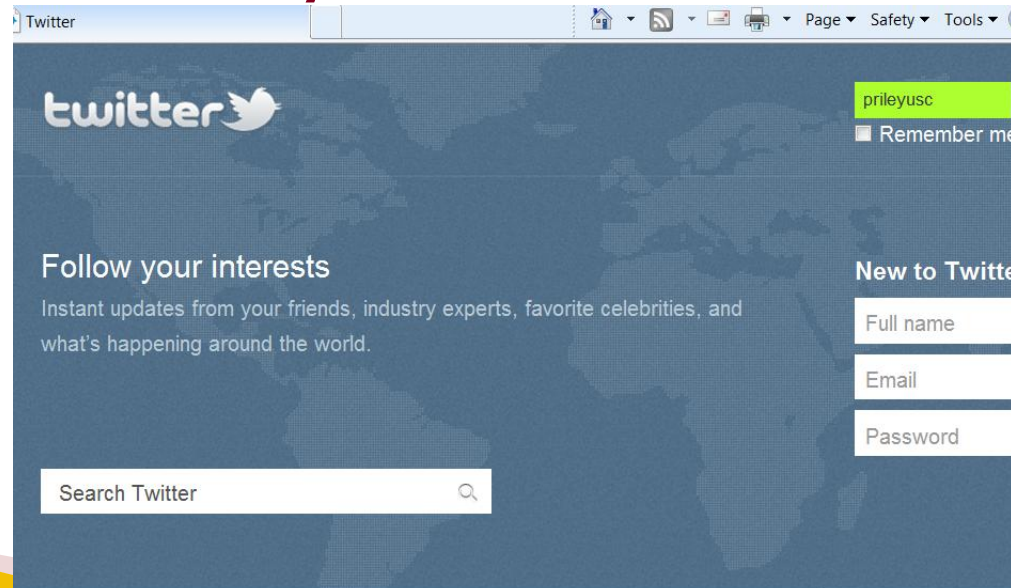 Twitter
Page Safety Tools
twitter
prileyusc
Remember me
Follow your interests
New to Twitte
Instant updates from your friends, industry experts, favorite celebrities, and
what's happening around the world.
Full name
Email
Password
Search Twitter